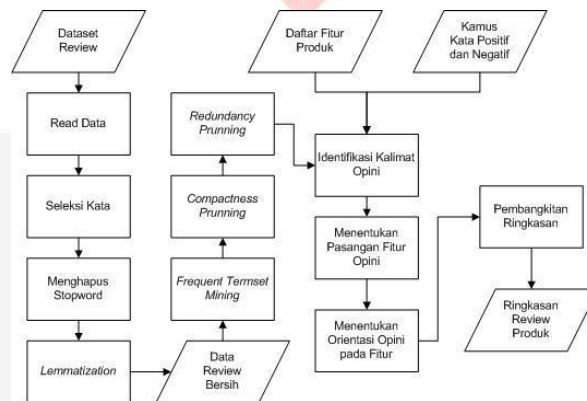 Dataset
Review
Read Data
Seleksi Kata
Menghapus
Stopword
Lemmatization
Data
Review
Bersih
Frequent Termset
Mining
Compactness
Prunning
Redundancy
Prunning
Daftar Fitur
Produk
Kamus
Kata Positif
dan Negatif
Identifikasi Kalimat
Opini
Menentukan
Pasangan Fitur
Opini
Menentukan
Orientasi Opini
pada Fitur
Pembangkitan
Ringkasan
Ringkasan
Review
Produk